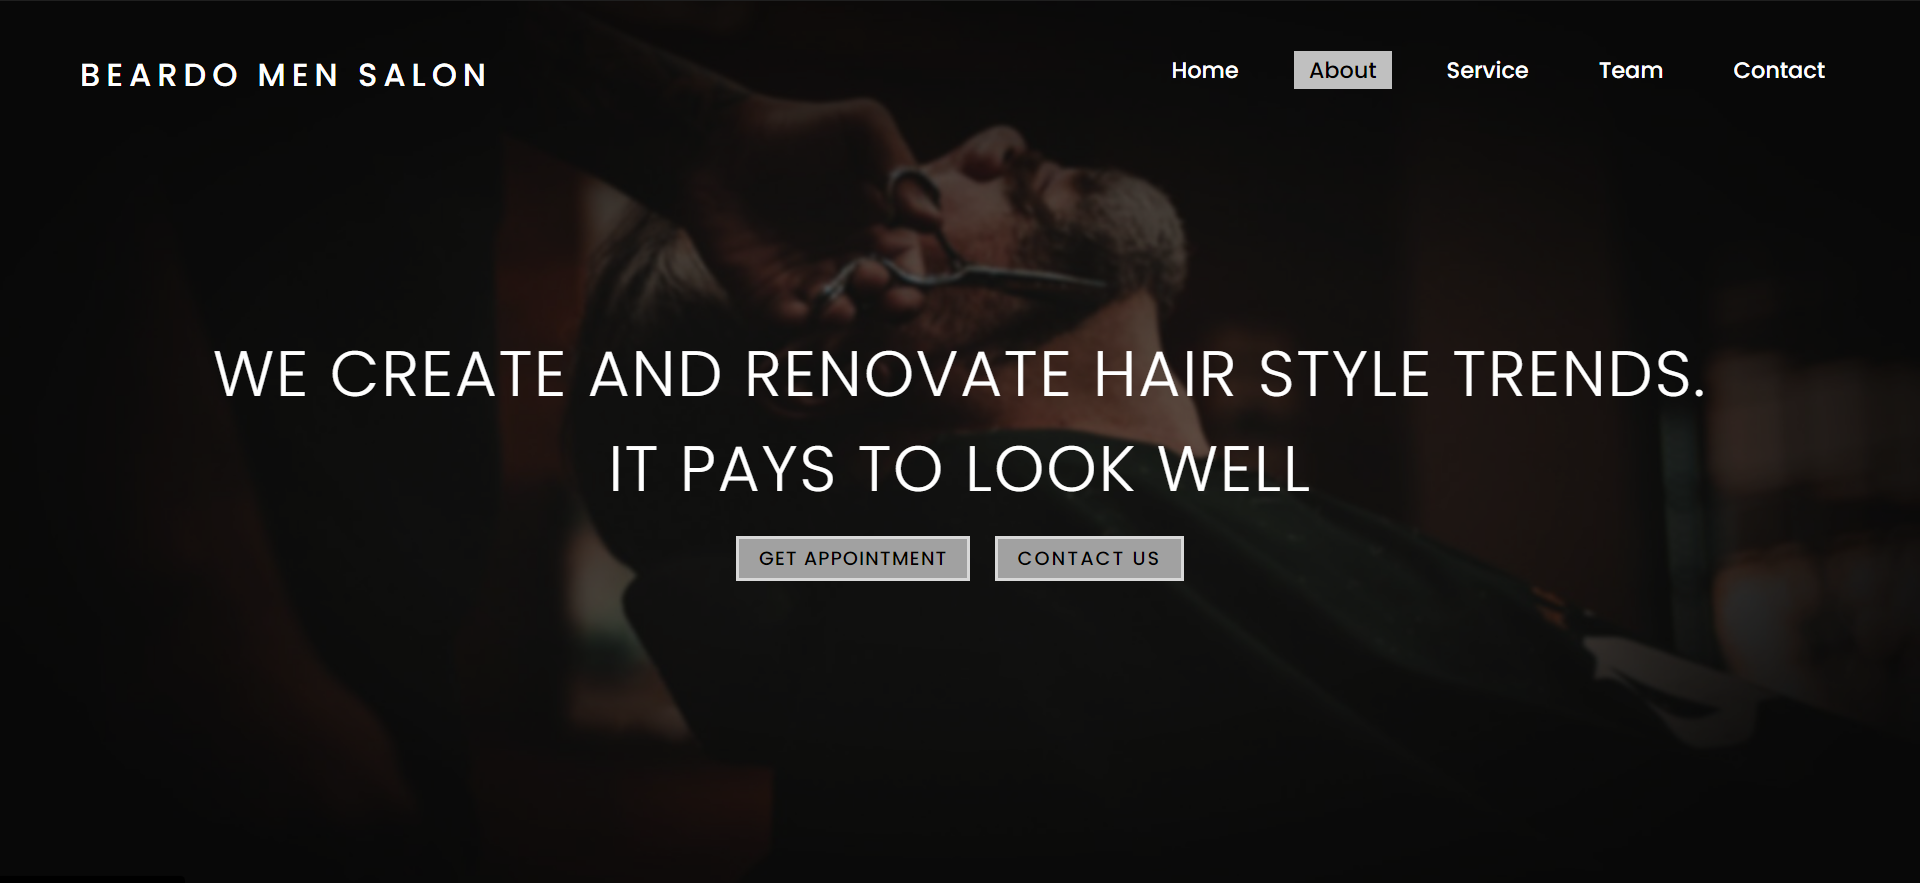 BEARDO MEN SALON
Home About Service Team Contact
WE CREATE AND RENOVATE HAIR STYLE TRENDS.
IT PAYS TO LOOK WELL
GET APPOINTMENT CONTACT US